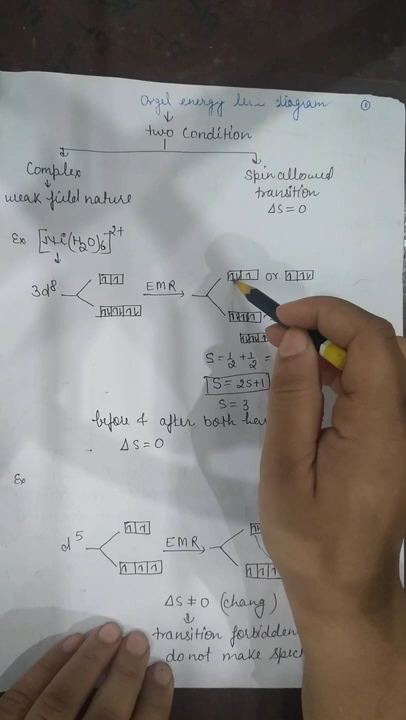 Orgel energy diagram ①
two condition
Complex
weak field nature
Spin allowed
transition
ΔS = 0
Ex [Ni(H2O)6]2+
3d8
EMR
or
S = 1/2 + 1/2 =
S = 2S+1
S = 3
before & after both
ΔS = 0
Ex
d5
EMR
ΔS ≠ 0 (chang)
transition forbidden
do not make